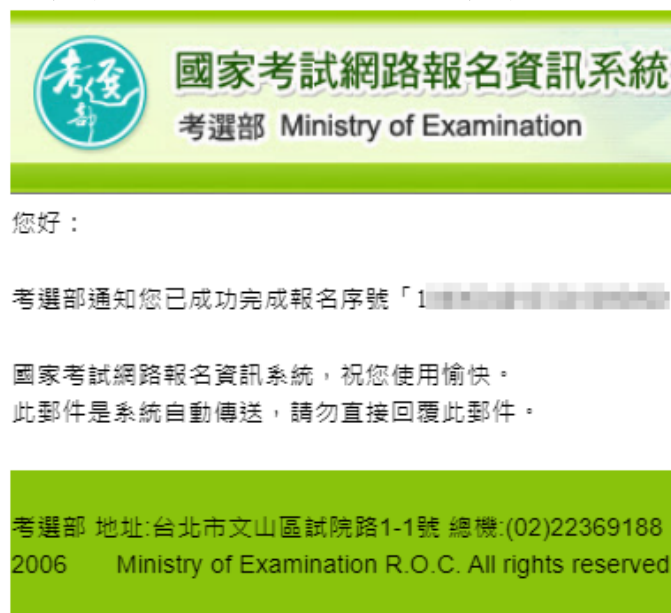 考選部
國家考試網路報名資訊系統
考選部 Ministry of Examination
您好：
考選部通知您已成功完成報名序號「1
國家考試網路報名資訊系統，祝您使用愉快。
此郵件是系統自動傳送，請勿直接回覆此郵件。
考選部 地址:台北市文山區試院路1-1號 總機:(02)22369188
2006 Ministry of Examination R.O.C. All rights reserved